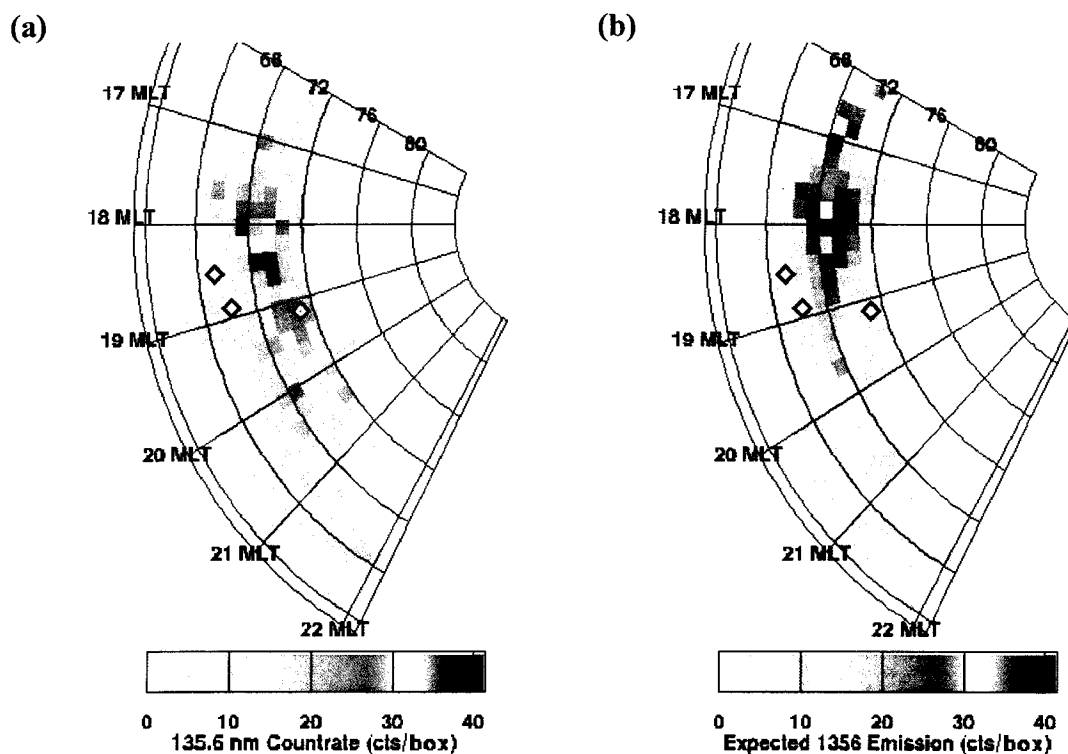 (a)
68
72
76
80
17 MLT
18 MLT
19 MLT
20 MLT
21 MLT
22 MLT
0 10 20 30 40
135.6 nm Countrate (cts/box)
(b)
68
72
76
80
17 MLT
18 MLT
19 MLT
20 MLT
21 MLT
22 MLT
0 10 20 30 40
Expected 1356 Emission (cts/box)